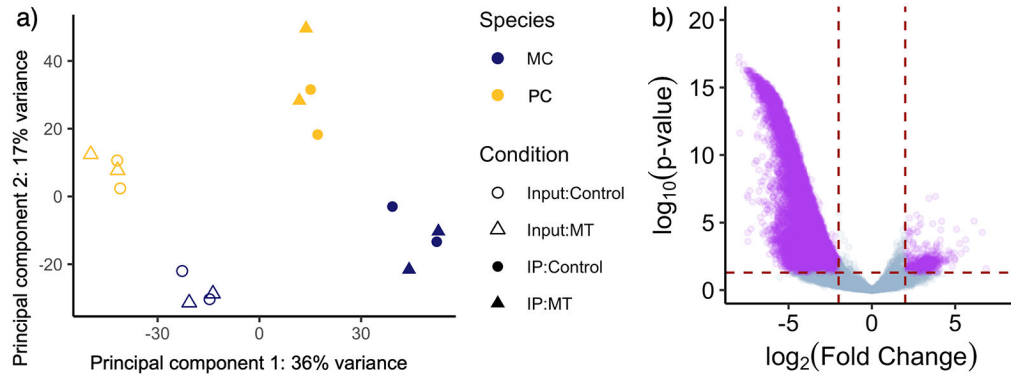 a)
Principal component 2: 17% variance
40
20
0
-20
-30
0
30
Principal component 1: 36% variance
Species
MC
PC
Condition
Input:Control
Input:MT
IP:Control
IP:MT
b)
log10(p-value)
20
15
10
5
0
-5
0
5
log2(Fold Change)